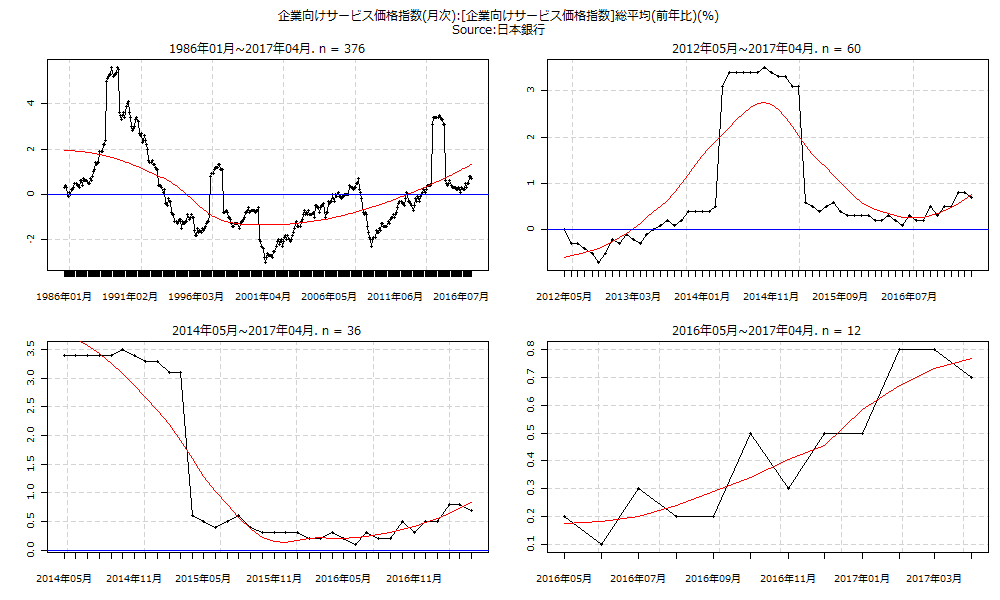 企業向けサービス価格指数(月次):[企業向けサービス価格指数]総平均(前年比)(%)
Source:日本銀行
1986年01月~2017年04月. n = 376
4
2
0
-2
1986年01月 1991年02月 1996年03月 2001年04月 2006年05月 2011年06月 2016年07月
2012年05月~2017年04月. n = 60
3
2
1
0
2012年05月 2013年03月 2014年01月 2014年11月 2015年09月 2016年07月
2014年05月~2017年04月. n = 36
3.5
3.0
2.5
2.0
1.5
1.0
0.5
0.0
2014年05月 2014年11月 2015年05月 2015年11月 2016年05月 2016年11月
2016年05月~2017年04月. n = 12
0.8
0.7
0.6
0.5
0.4
0.3
0.2
0.1
2016年05月 2016年07月 2016年09月 2016年11月 2017年01月 2017年03月